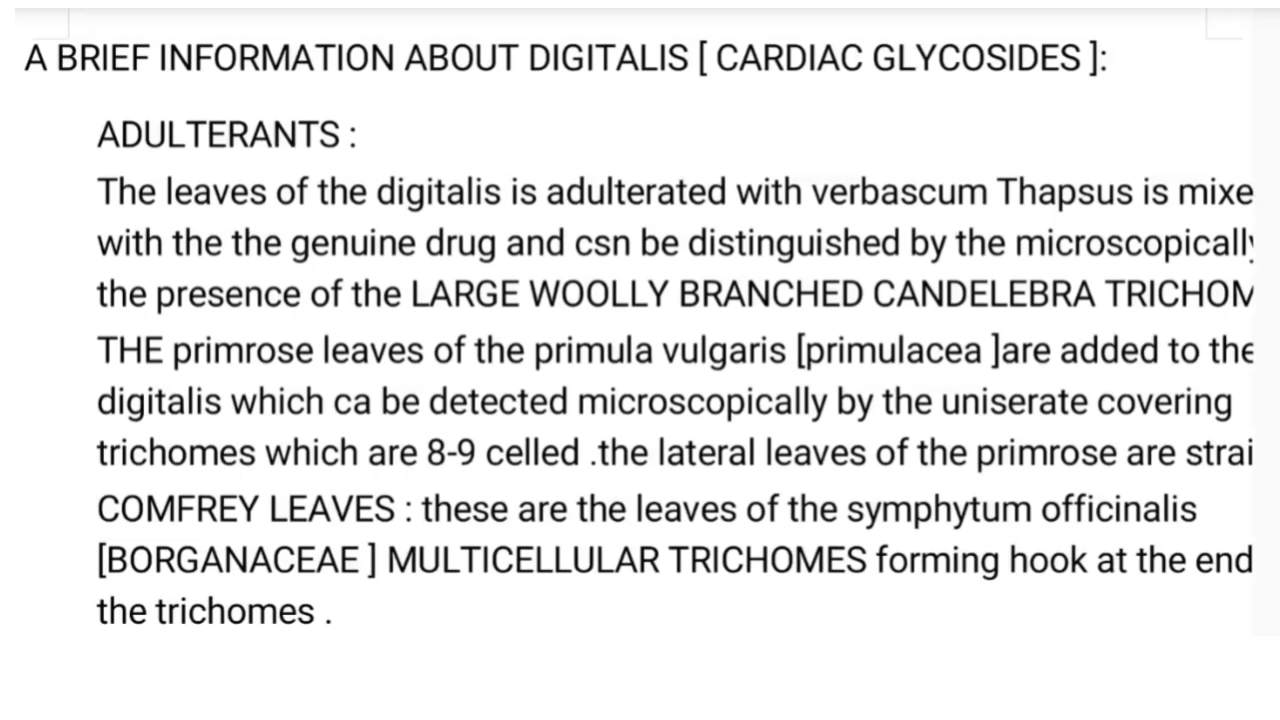 A BRIEF INFORMATION ABOUT DIGITALIS [ CARDIAC GLYCOSIDES ]:
ADULTERANTS :
The leaves of the digitalis is adulterated with verbascum Thapsus is mixe
with the the genuine drug and csn be distinguished by the microscopically
the presence of the LARGE WOOLLY BRANCHED CANDELEBRA TRICHOM
THE primrose leaves of the primula vulgaris [primulacea ]are added to the
digitalis which ca be detected microscopically by the uniserate covering
trichomes which are 8-9 celled .the lateral leaves of the primrose are strai
COMFREY LEAVES : these are the leaves of the symphytum officinalis
[BORGANACEAE ] MULTICELLULAR TRICHOMES forming hook at the end
the trichomes .